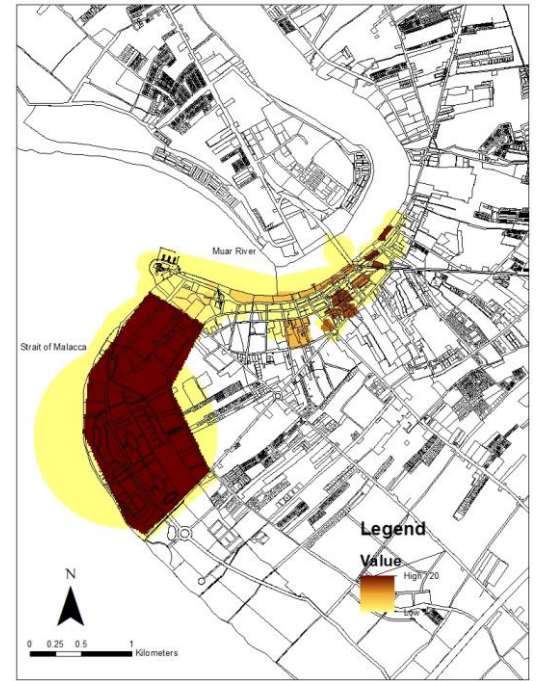 Muar River
Strait of Malacca
Legend
Value
High : 20
Low
N
0 0.25 0.5 1
Kilometers